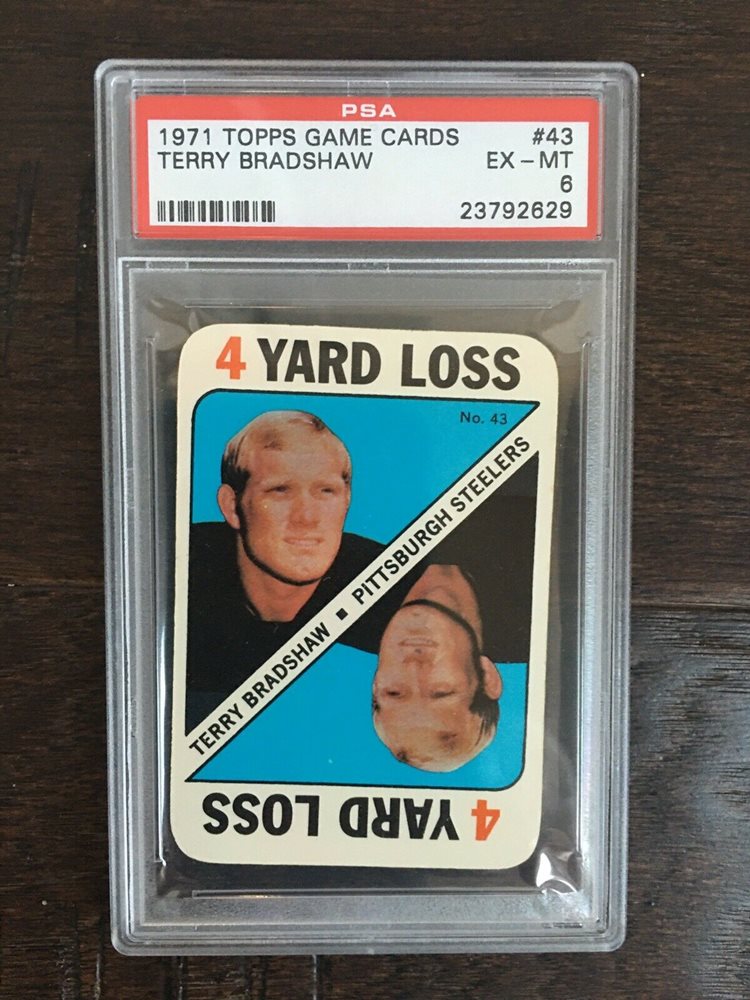 PSA
1971 TOPPS GAME CARDS #43
TERRY BRADSHAW EX - MT
6
23792629
4 YARD LOSS
No. 43
TERRY BRADSHAW ■ PITTSBURGH STEELERS
4 YARD LOSS